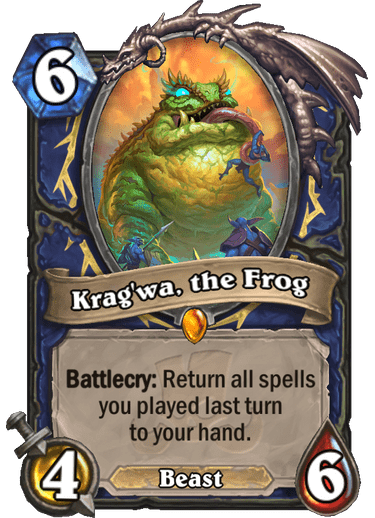 6
Krag'wa, the Frog
Battlecry: Return all spells
you played last turn
to your hand.
4
Beast
6